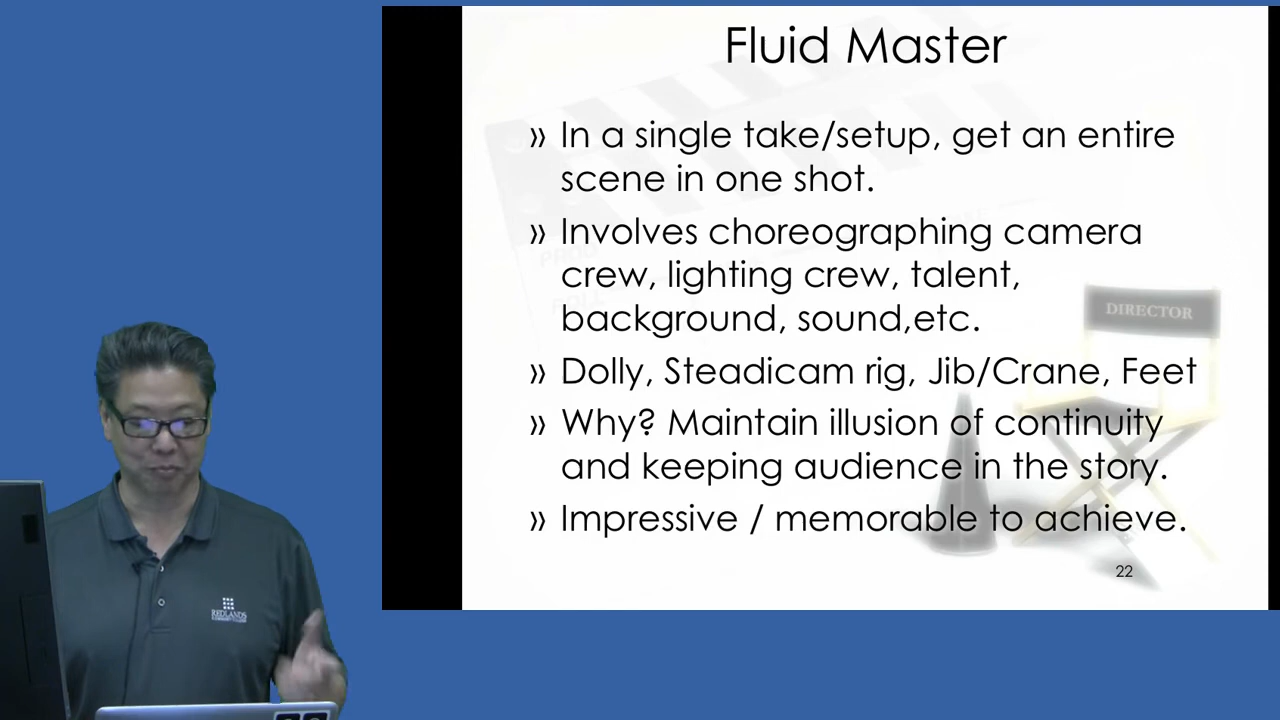 Fluid Master
» In a single take/setup, get an entire
scene in one shot.
» Involves choreographing camera
crew, lighting crew, talent,
background, sound,etc.
DIRECTOR
» Dolly, Steadicam rig, Jib/Crane, Feet
» Why? Maintain illusion of continuity
and keeping audience in the story.
» Impressive / memorable to achieve.
22
REDLANDS